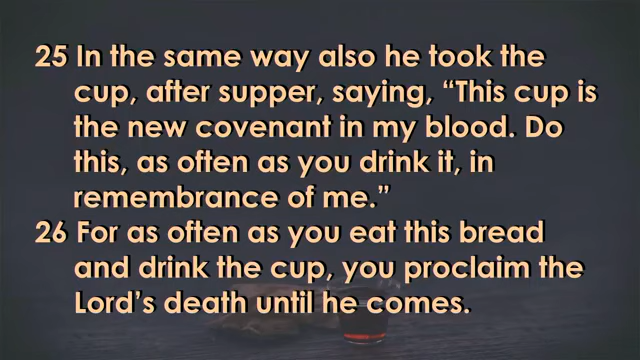 25 In the same way also he took the
cup, after supper, saying, “This cup is
the new covenant in my blood. Do
this, as often as you drink it, in
remembrance of me.”
26 For as often as you eat this bread
and drink the cup, you proclaim the
Lord’s death until he comes.